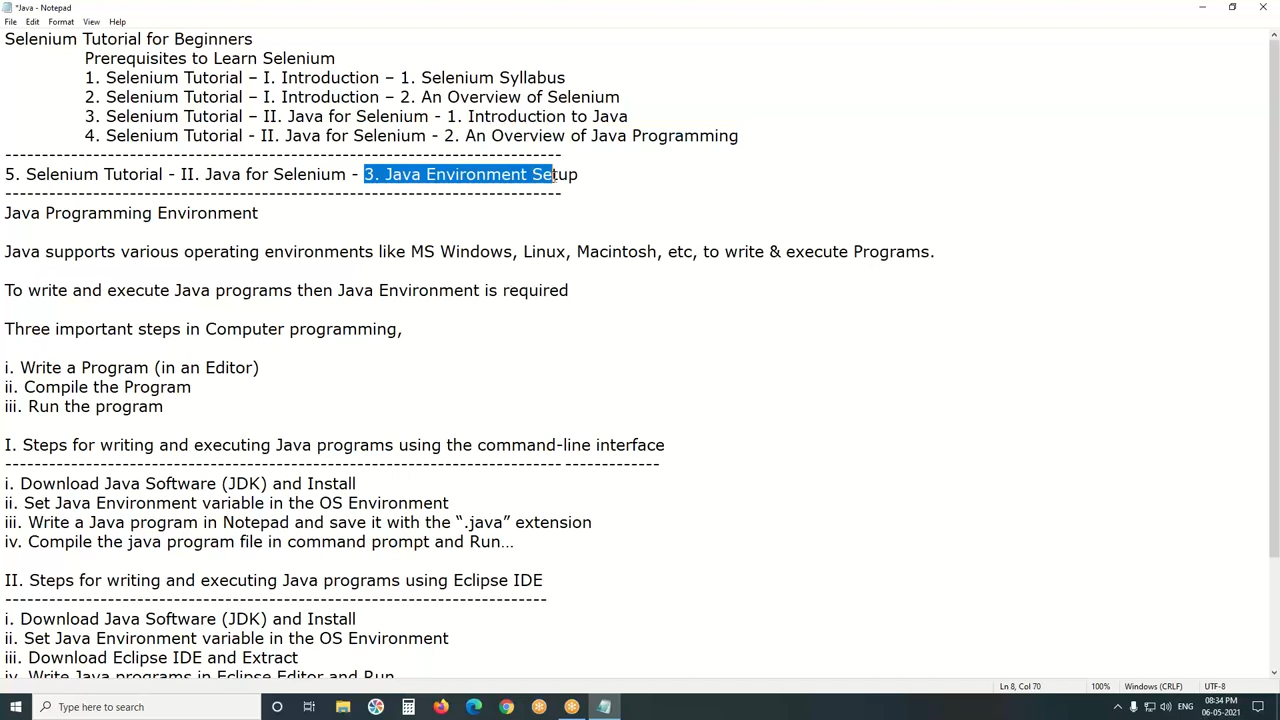 *Java - Notepad
File Edit Format View Help
Selenium Tutorial for Beginners
Prerequisites to Learn Selenium
1. Selenium Tutorial – I. Introduction – 1. Selenium Syllabus
2. Selenium Tutorial – I. Introduction – 2. An Overview of Selenium
3. Selenium Tutorial – II. Java for Selenium - 1. Introduction to Java
4. Selenium Tutorial - II. Java for Selenium - 2. An Overview of Java Programming
---------------------------------------------------------------------------
5. Selenium Tutorial - II. Java for Selenium - 3. Java Environment Setup
---------------------------------------------------------------------------
Java Programming Environment
Java supports various operating environments like MS Windows, Linux, Macintosh, etc, to write & execute Programs.
To write and execute Java programs then Java Environment is required
Three important steps in Computer programming,
i. Write a Program (in an Editor)
ii. Compile the Program
iii. Run the program
I. Steps for writing and executing Java programs using the command-line interface
--------------------------------------------------------------------------- -------------
i. Download Java Software (JDK) and Install
ii. Set Java Environment variable in the OS Environment
iii. Write a Java program in Notepad and save it with the “.java” extension
iv. Compile the java program file in command prompt and Run...
II. Steps for writing and executing Java programs using Eclipse IDE
-------------------------------------------------------------------------
i. Download Java Software (JDK) and Install
ii. Set Java Environment variable in the OS Environment
iii. Download Eclipse IDE and Extract
iv. Write Java programs in Eclipse Editor and Run
Ln 8, Col 70 100% Windows (CRLF) UTF-8
Type here to search
ENG
08:34 PM
06-05-2021